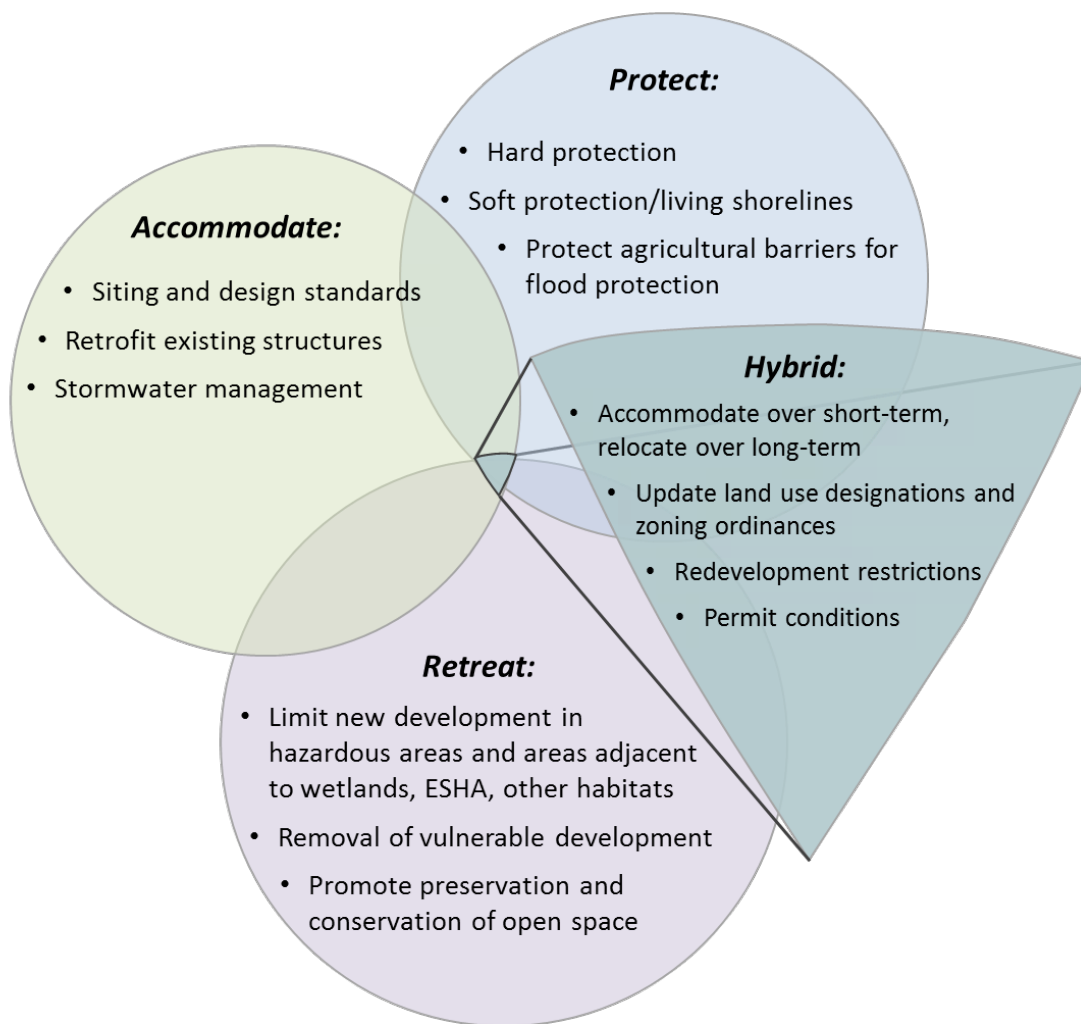 Protect:
• Hard protection
• Soft protection/living shorelines
• Protect agricultural barriers for
flood protection
Accommodate:
• Siting and design standards
• Retrofit existing structures
• Stormwater management
Hybrid:
• Accommodate over short-term,
relocate over long-term
• Update land use designations and
zoning ordinances
• Redevelopment restrictions
• Permit conditions
Retreat:
• Limit new development in
hazardous areas and areas adjacent
to wetlands, ESHA, other habitats
• Removal of vulnerable development
• Promote preservation and
conservation of open space